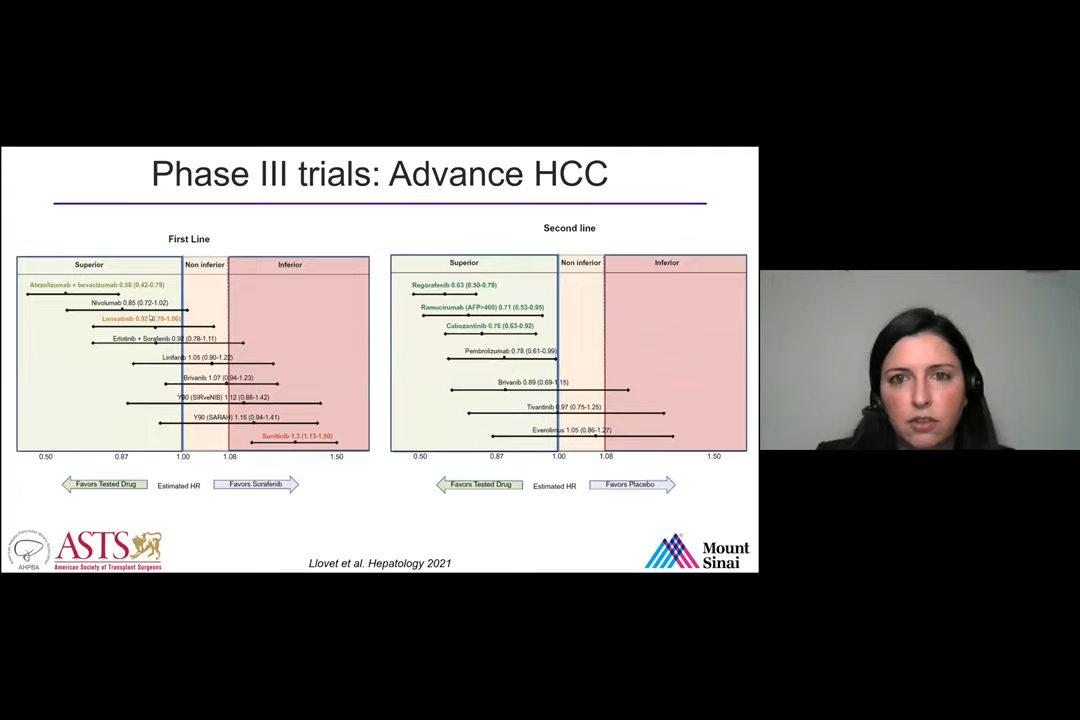 Phase III trials: Advance HCC
First Line
Superior
Non inferior
Inferior
Atezolizumab + bevacizumab 0.58 (0.42-0.79)
Nivolumab 0.85 (0.72-1.02)
Lenvatinib 0.92 (0.79-1.06)
Erlotinib + Sorafenib 0.92 (0.78-1.11)
Linifanib 1.05 (0.90-1.22)
Brivanib 1.07 (0.94-1.23)
Y90 (SIRveNIB) 1.12 (0.88-1.42)
Y90 (SARAH) 1.15 (0.94-1.41)
Sunitinib 1.3 (1.13-1.50)
0.50 0.87 1.00 1.08 1.50
Favors Tested Drug
Estimated HR
Favors Sorafenib
Second line
Superior
Non inferior
Inferior
Regorafenib 0.63 (0.50-0.79)
Ramucirumab (AFP>400) 0.71 (0.53-0.95)
Cabozantinib 0.76 (0.63-0.92)
Pembrolizumab 0.78 (0.61-0.99)
Brivanib 0.89 (0.69-1.15)
Tivantinib 0.97 (0.75-1.25)
Everolimus 1.05 (0.86-1.27)
0.50 0.87 1.00 1.08 1.50
Favors Tested Drug
Estimated HR
Favors Placebo
AHPBA
ASTS
American Society of Transplant Surgeons
Llovet et al. Hepatology 2021
Mount
Sinai